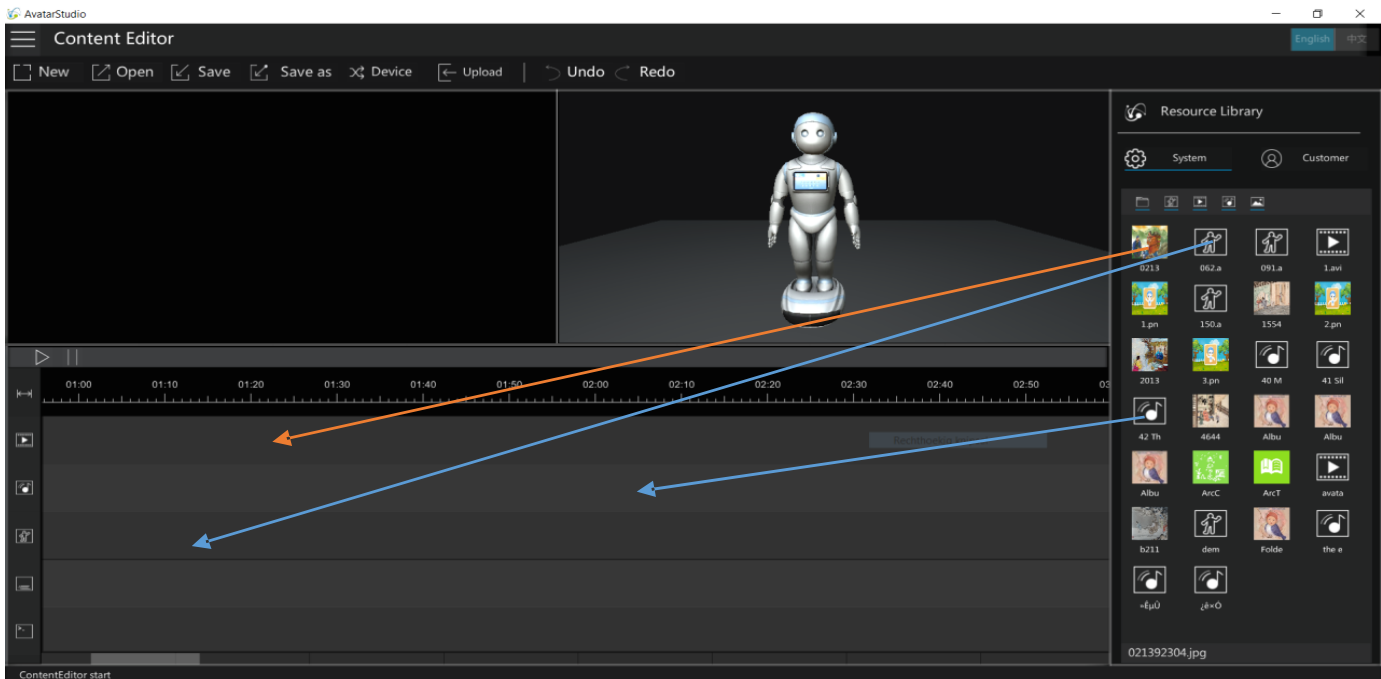 AvatarStudio
Content Editor
English 中文
New Open Save Save as Device Upload Undo Redo
Resource Library
System Customer
0213 062.a 091.a 1.avi
1.pn 150.a 1554 2.pn
2013 3.pn 40 M 41 Sil
42 Th 4644 Albu Albu
Albu ArcC ArcT avata
b211 dem Folde the e
«ÊµÙ ¿ê×Ó
021392304.jpg
01:00 01:10 01:20 01:30 01:40 01:50 02:00 02:10 02:20 02:30 02:40 02:50 03
ContentEditor start